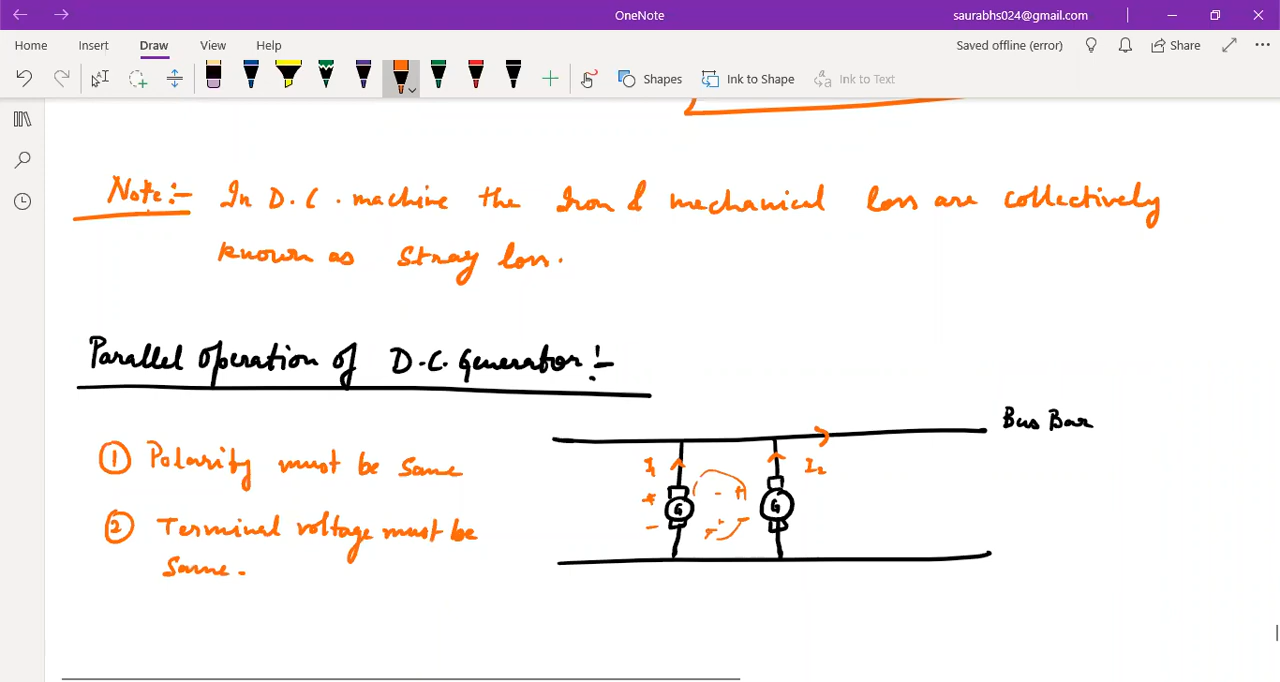 OneNote
saurabhs024@gmail.com
Home Insert Draw View Help
Saved offline (error)
Share
Shapes
Ink to Shape
Ink to Text
Note:- In D.C. machine the Iron & mechanical loss are collectively
known as Stray loss.
Parallel operation of D.C. Generator:-
Bus Bar
① Polarity must be same
② Terminal voltage must be
same.
I1
I2
+
-
G
G
- +
- +